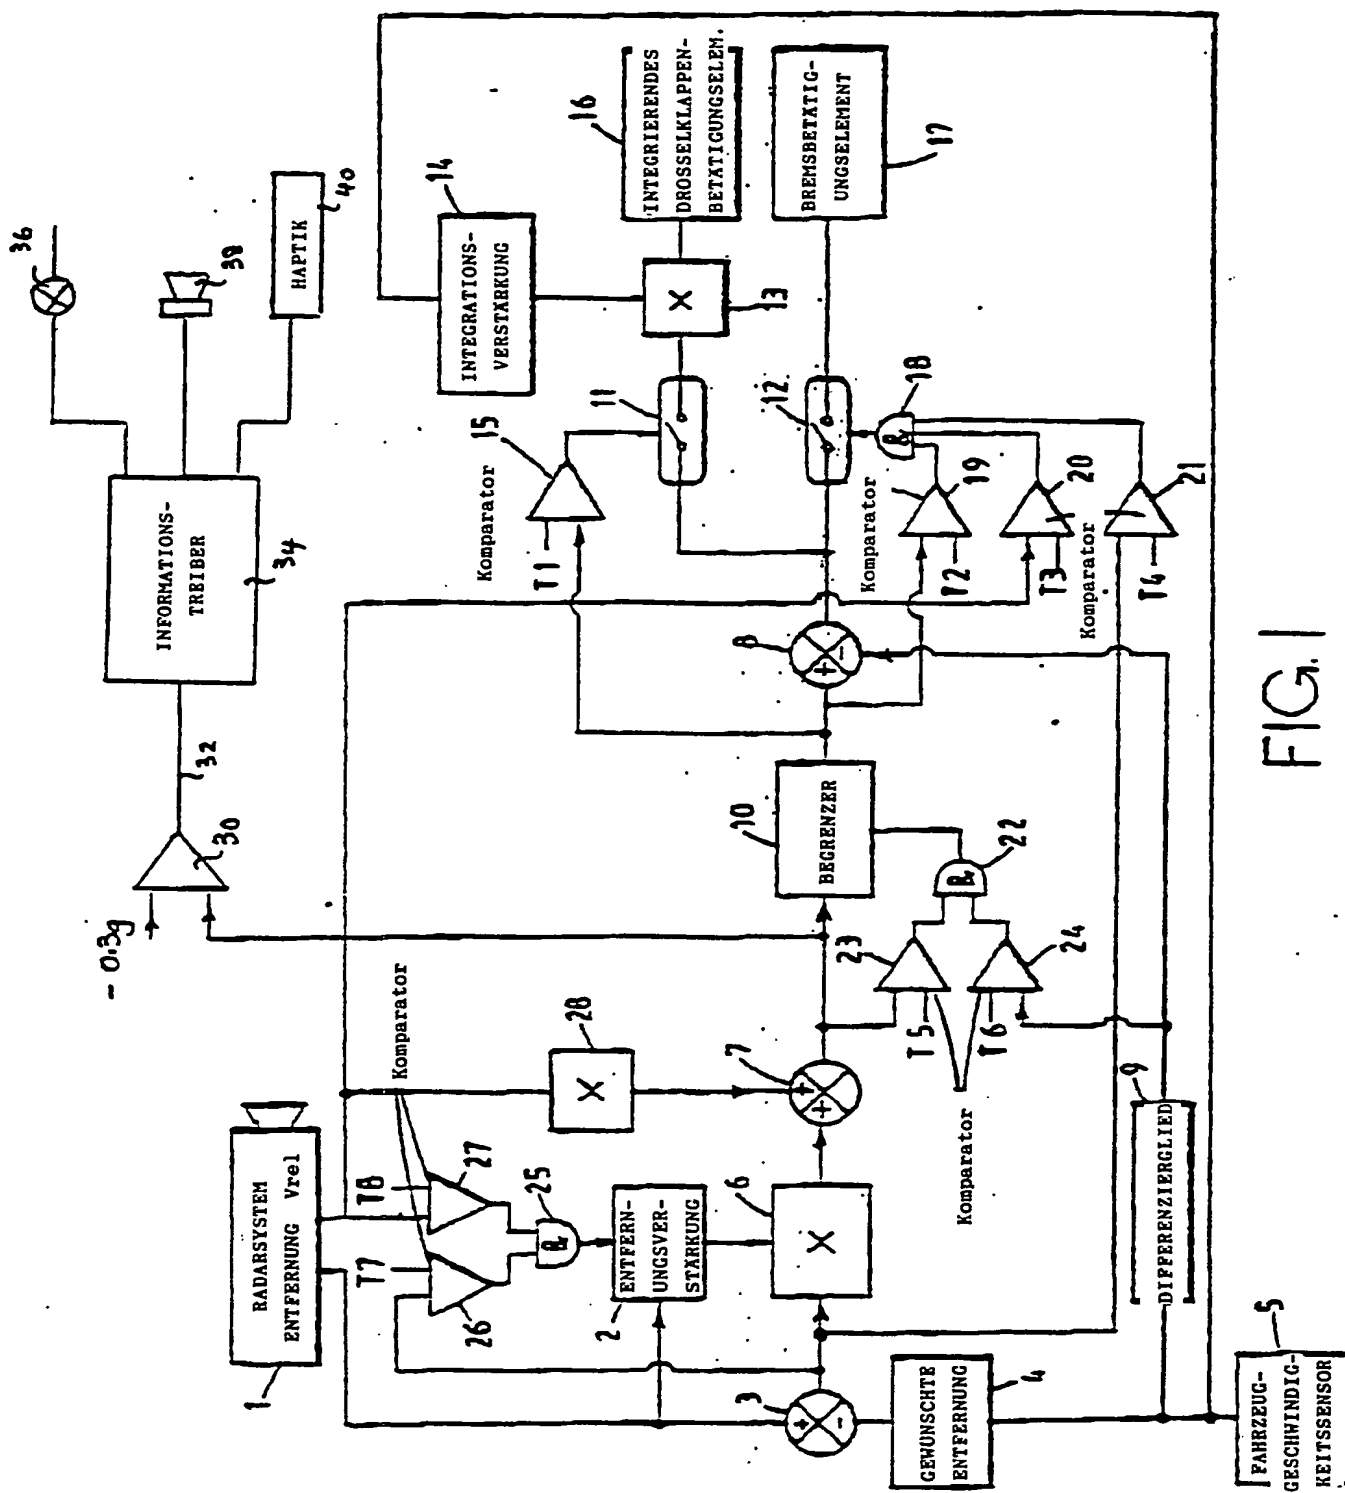 36
38
HAPTIK
40
INFORMATIONS-
TREIBER
34
32
30
- 0.3g
INTEGRATIONS-
VERSTÄRKUNG
14
INTEGRIERENDES
DROSSELKLAPPEN-
BETÄTIGUNGSELEM.
16
BREMSBETÄTIG-
UNGSELEMENT
17
X
13
11
12
Komparator
15
T1
&
18
Komparator
19
T2
20
T3
Komparator
21
T4
8
+
-
BEGRENZER
10
&
22
23
24
T5
T6
Komparator
Komparator
X
28
7
+
+
RADARSYSTEM
ENTFERNUNG Vrel
1
T8
27
T7
26
&
25
ENTFERN-
UNGSVER-
STÄRKUNG
2
X
6
3
+
-
GEWÜNSCHTE
ENTFERNUNG
4
DIFFERENZIERGLIED
9
FAHRZEUG-
GESCHWINDIG-
KEITSSENSOR
5
FIG. 1